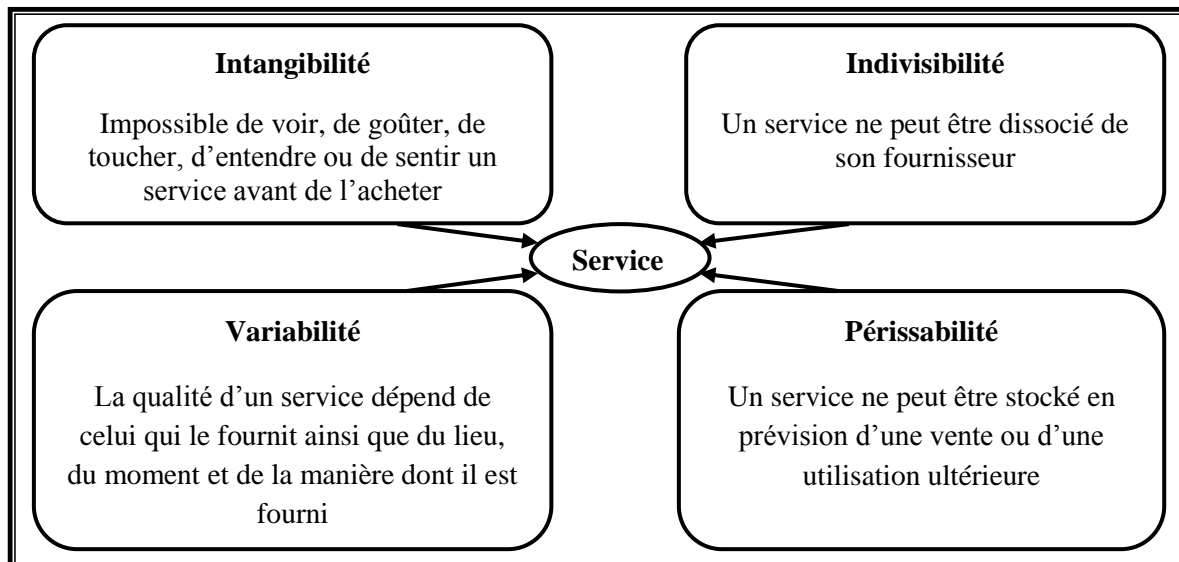 Intangibilité
Impossible de voir, de goûter, de
toucher, d’entendre ou de sentir un
service avant de l’acheter
Indivisibilité
Un service ne peut être dissocié de
son fournisseur
Service
Variabilité
La qualité d’un service dépend de
celui qui le fournit ainsi que du lieu,
du moment et de la manière dont il est
fourni
Périssabilité
Un service ne peut être stocké en
prévision d’une vente ou d’une
utilisation ultérieure